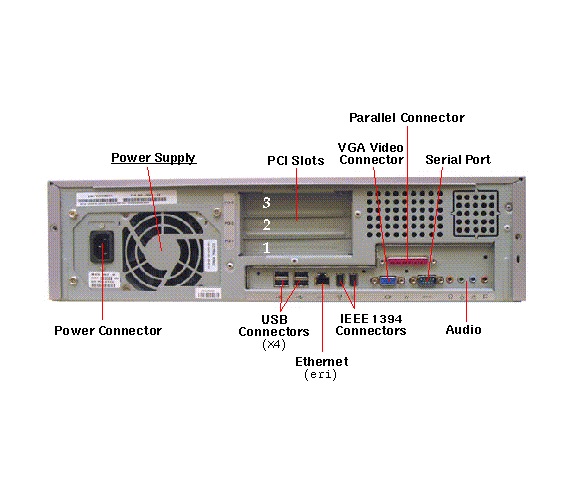 Parallel Connector
VGA Video
Connector
Serial Port
Power Supply
PCI Slots
3
2
1
Power Connector
USB
Connectors
(x4)
IEEE 1394
Connectors
Audio
Ethernet
(eri)